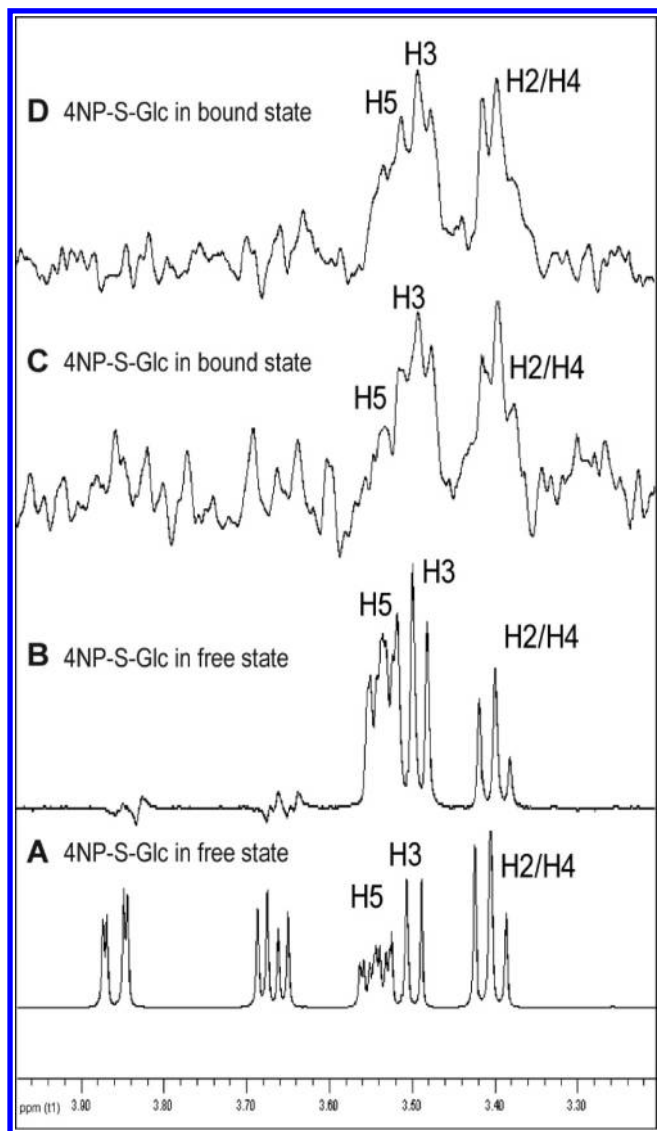 H3
H2/H4
H5
D 4NP-S-Glc in bound state
H3
C 4NP-S-Glc in bound state
H2/H4
H5
H3
H5
H2/H4
B 4NP-S-Glc in free state
A 4NP-S-Glc in free state
H3
H2/H4
H5
ppm (t1) 3.90 3.80 3.70 3.60 3.50 3.40 3.30